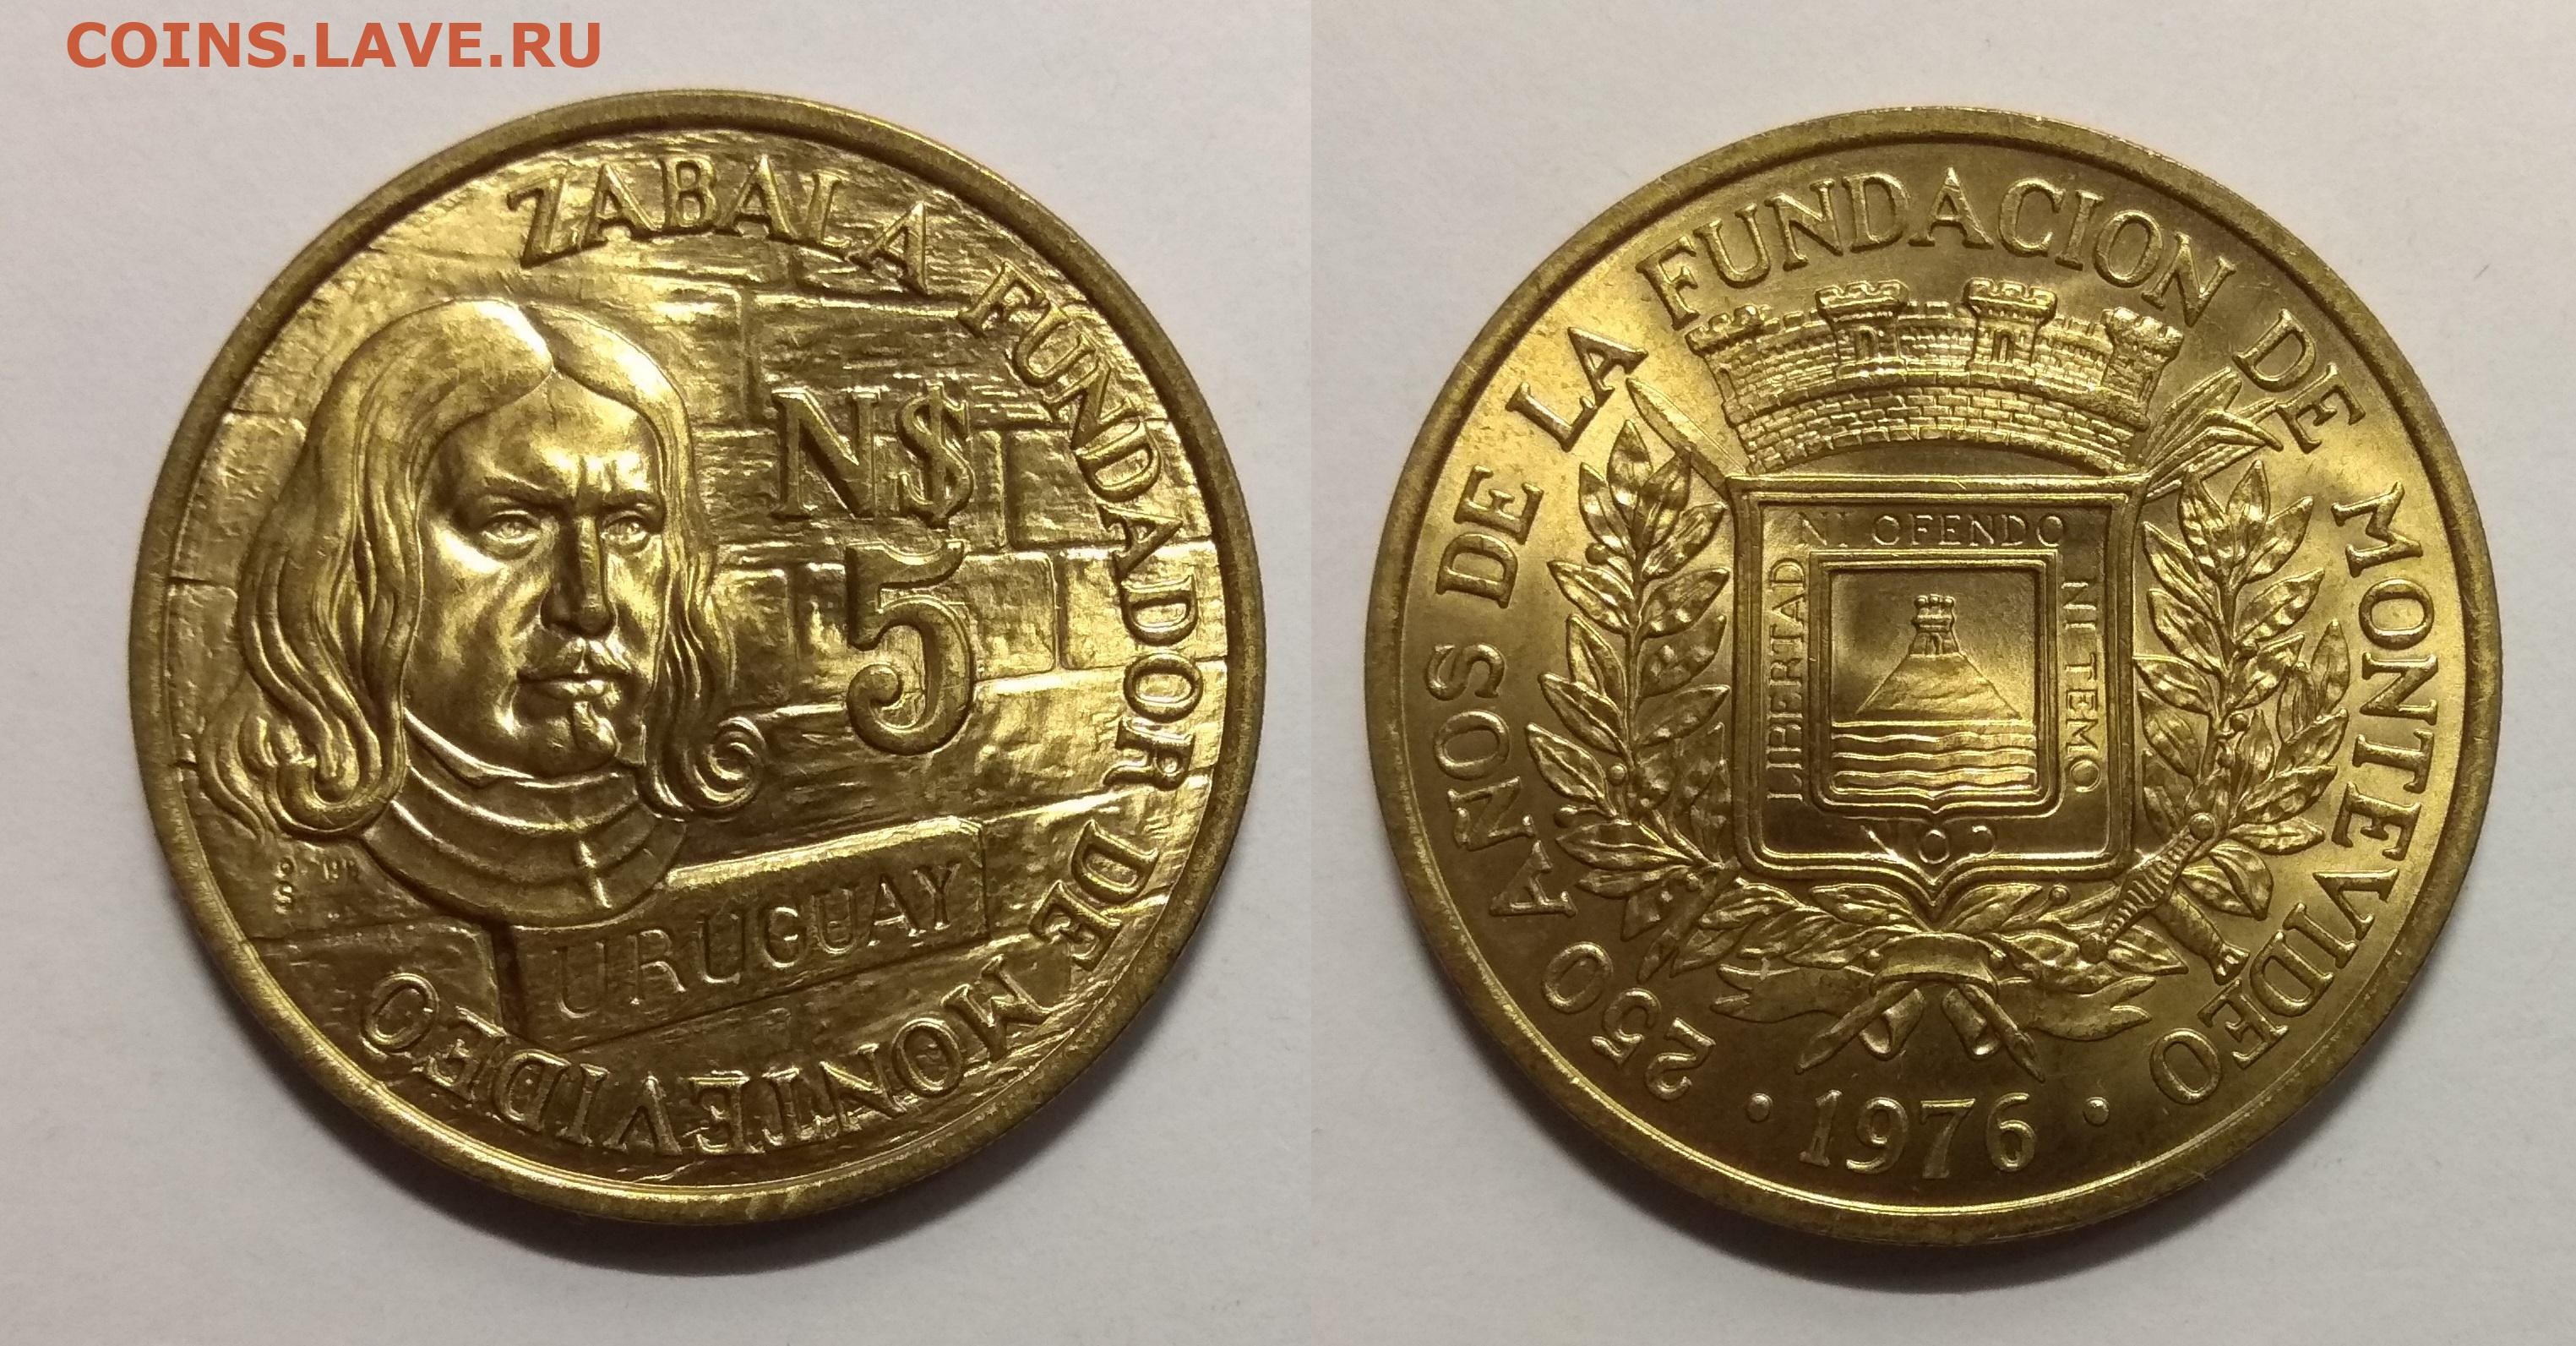 COINS.LAVE.RU
ZABALA FUNDADOR DE MONTEVIDEO
N$
5
URUGUAY
250 AÑOS DE LA FUNDACION DE MONTEVIDEO
LIBERTAD NI OFENDO NI TEMO
· 1976 ·